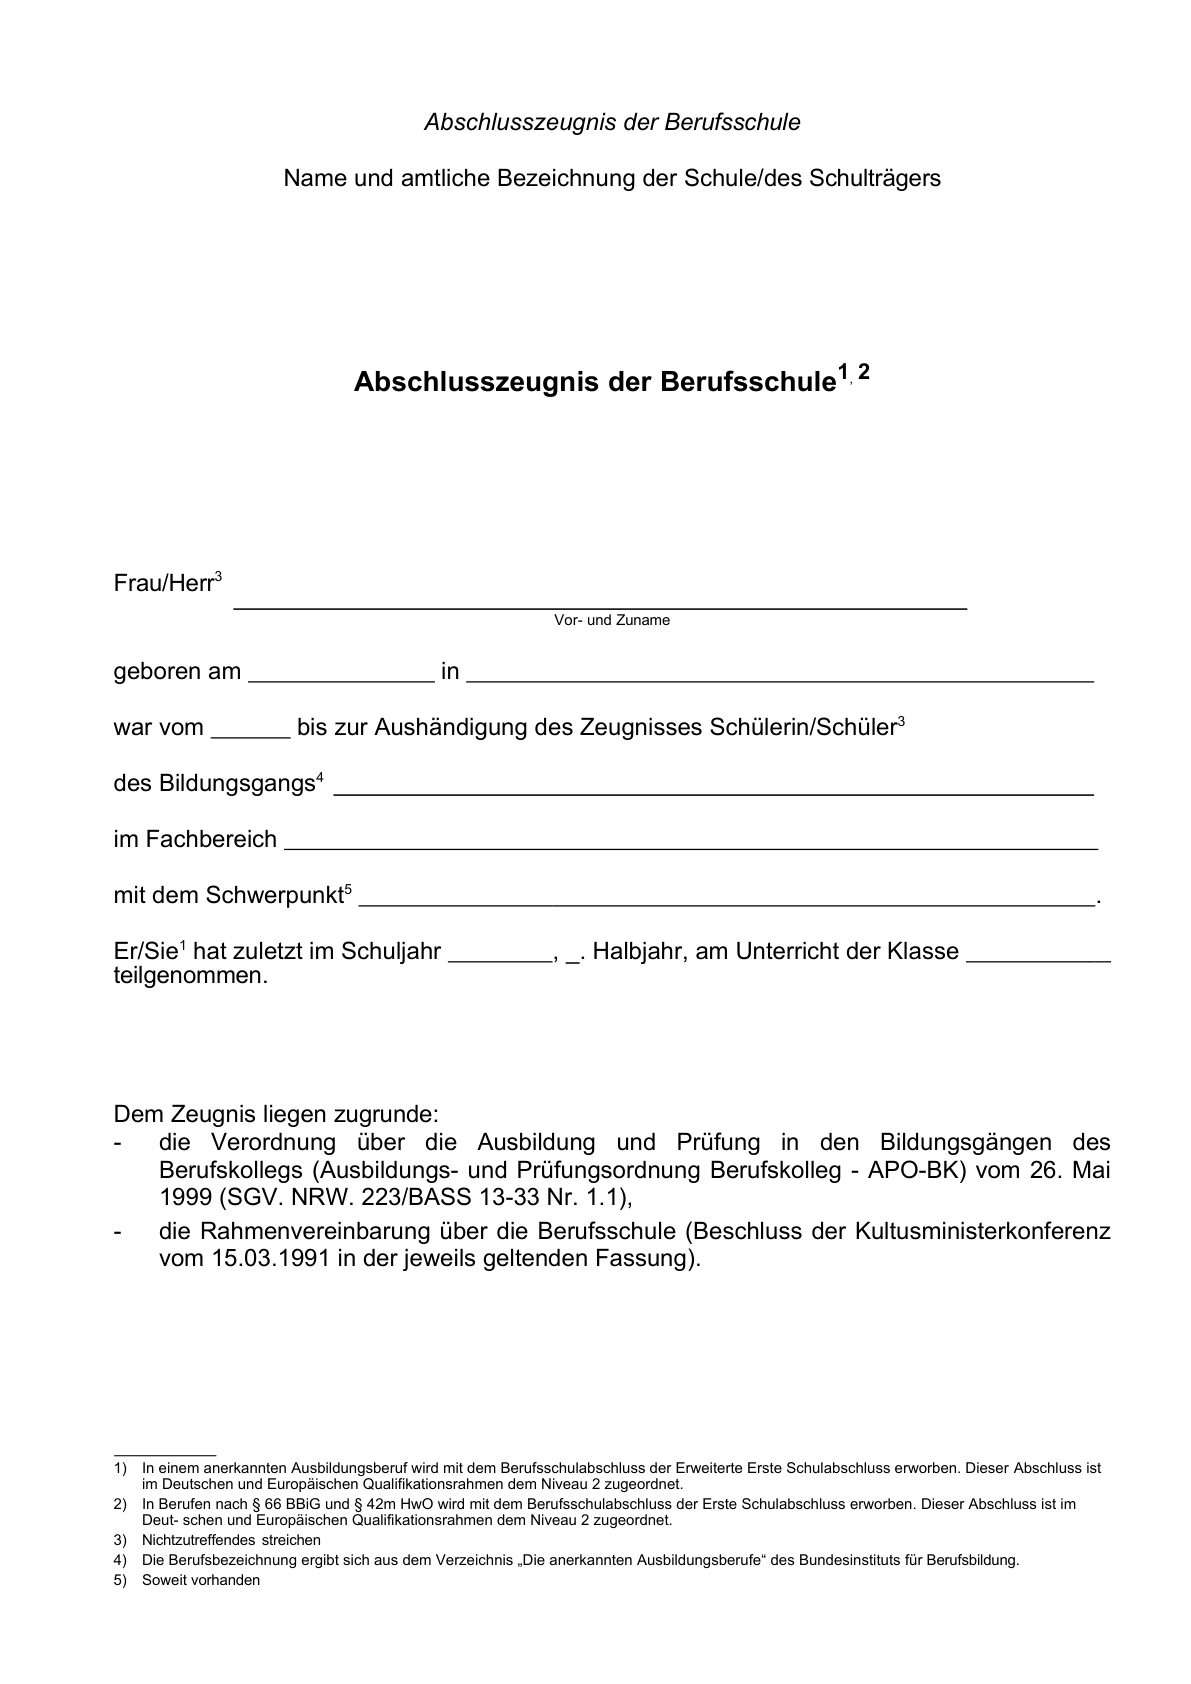 Abschlusszeugnis der Berufsschule
Name und amtliche Bezeichnung der Schule/des Schulträgers
Abschlusszeugnis der Berufsschule1, 2
Frau/Herr3 ____________________
Vor- und Zuname
geboren am ______________ in ____________________
war vom ______ bis zur Aushändigung des Zeugnisses Schülerin/Schüler3
des Bildungsgangs4 ____________________
im Fachbereich ____________________
mit dem Schwerpunkt5 ____________________.
Er/Sie1 hat zuletzt im Schuljahr ________, _. Halbjahr, am Unterricht der Klasse ___________
teilgenommen.
Dem Zeugnis liegen zugrunde:
- die Verordnung über die Ausbildung und Prüfung in den Bildungsgängen des
Berufskollegs (Ausbildungs- und Prüfungsordnung Berufskolleg - APO-BK) vom 26. Mai
1999 (SGV. NRW. 223/BASS 13-33 Nr. 1.1),
- die Rahmenvereinbarung über die Berufsschule (Beschluss der Kultusministerkonferenz
vom 15.03.1991 in der jeweils geltenden Fassung).
1) In einem anerkannten Ausbildungsberuf wird mit dem Berufsschulabschluss der Erweiterte Erste Schulabschluss erworben. Dieser Abschluss ist
im Deutschen und Europäischen Qualifikationsrahmen dem Niveau 2 zugeordnet.
2) In Berufen nach § 66 BBiG und § 42m HwO wird mit dem Berufsschulabschluss der Erste Schulabschluss erworben. Dieser Abschluss ist im
Deut- schen und Europäischen Qualifikationsrahmen dem Niveau 2 zugeordnet.
3) Nichtzutreffendes streichen
4) Die Berufsbezeichnung ergibt sich aus dem Verzeichnis „Die anerkannten Ausbildungsberufe“ des Bundesinstituts für Berufsbildung.
5) Soweit vorhanden